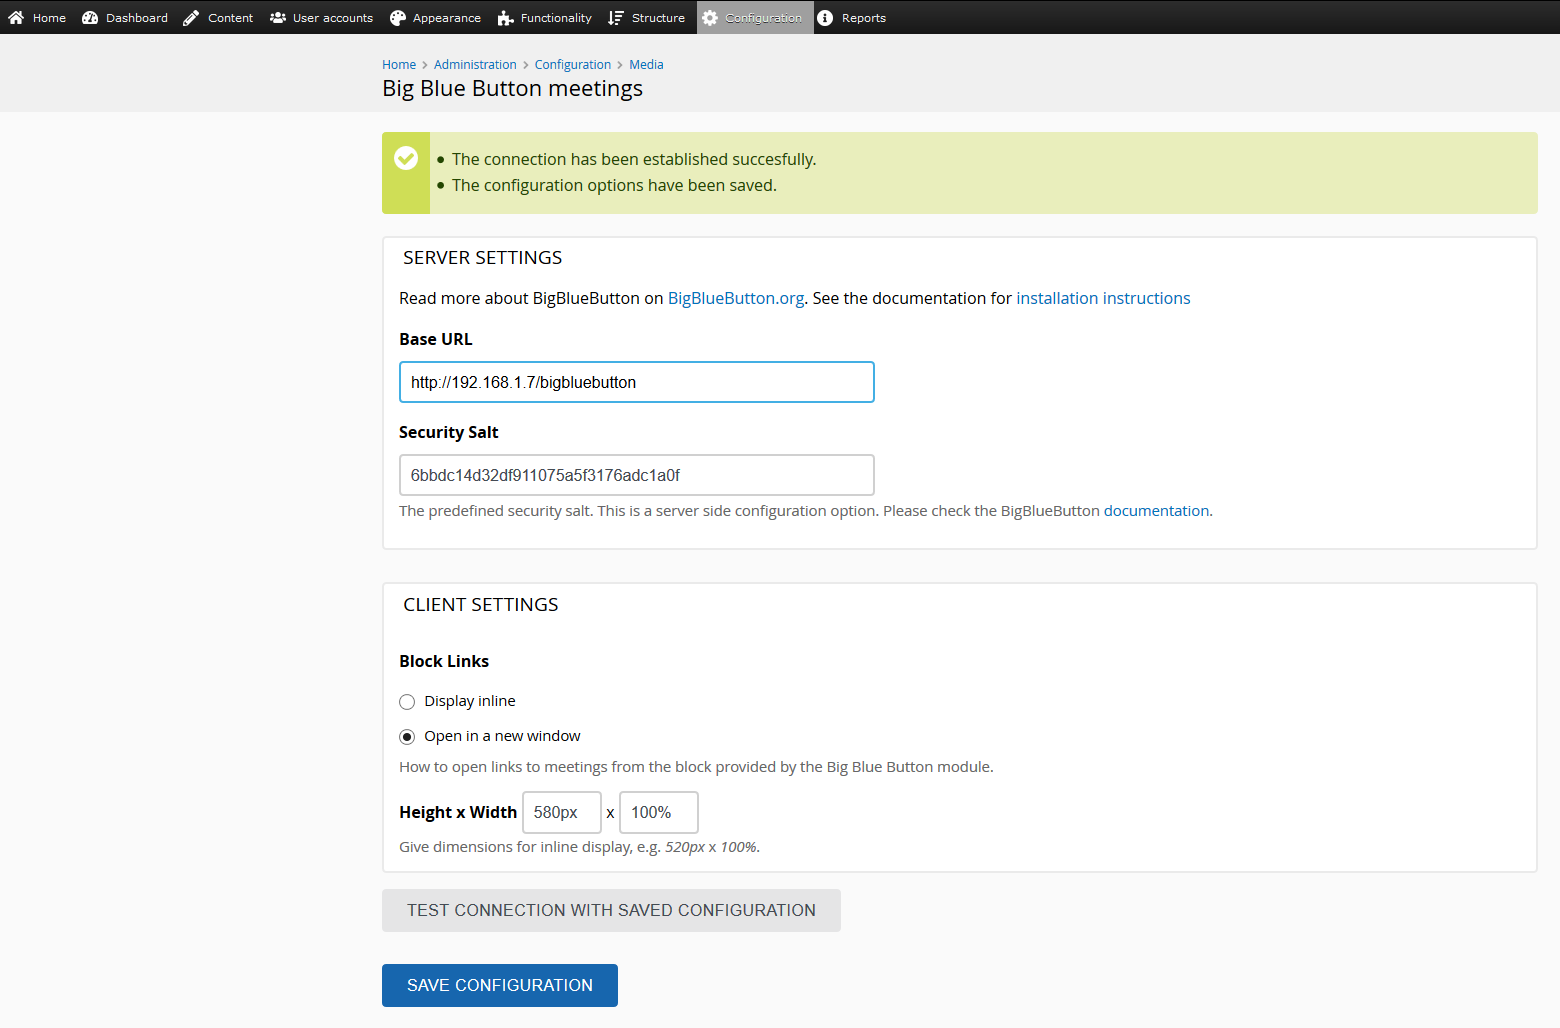 Home Dashboard Content User accounts Appearance Functionality Structure Configuration Reports
Home > Administration > Configuration > Media
Big Blue Button meetings
The connection has been established succesfully.
The configuration options have been saved.
SERVER SETTINGS
Read more about BigBlueButton on BigBlueButton.org. See the documentation for installation instructions
Base URL
http://192.168.1.7/bigbluebutton
Security Salt
6bbdc14d32df911075a5f3176adc1a0f
The predefined security salt. This is a server side configuration option. Please check the BigBlueButton documentation.
CLIENT SETTINGS
Block Links
Display inline
Open in a new window
How to open links to meetings from the block provided by the Big Blue Button module.
Height x Width 580px x 100%
Give dimensions for inline display, e.g. 520px x 100%.
TEST CONNECTION WITH SAVED CONFIGURATION
SAVE CONFIGURATION